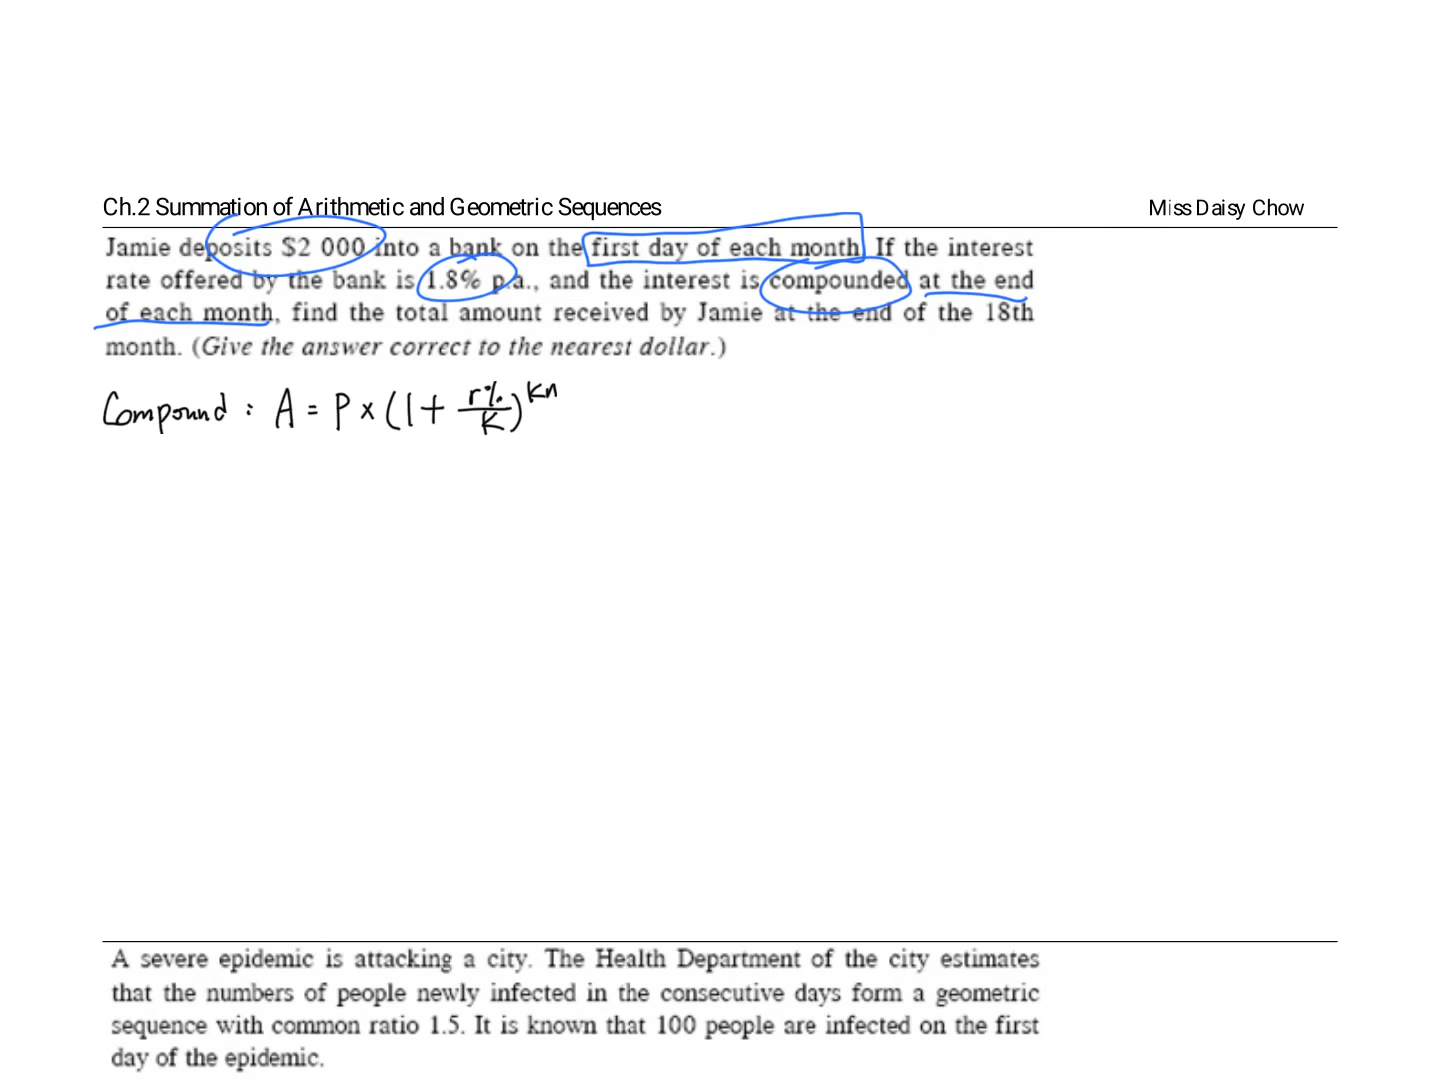 Ch.2 Summation of Arithmetic and Geometric Sequences Miss Daisy Chow
Jamie deposits $2 000 into a bank on the first day of each month. If the interest
rate offered by the bank is 1.8% p.a., and the interest is compounded at the end
of each month, find the total amount received by Jamie at the end of the 18th
month. (Give the answer correct to the nearest dollar.)
Compound : A = P × (1 + r%/K)^Kn
A severe epidemic is attacking a city. The Health Department of the city estimates
that the numbers of people newly infected in the consecutive days form a geometric
sequence with common ratio 1.5. It is known that 100 people are infected on the first
day of the epidemic.